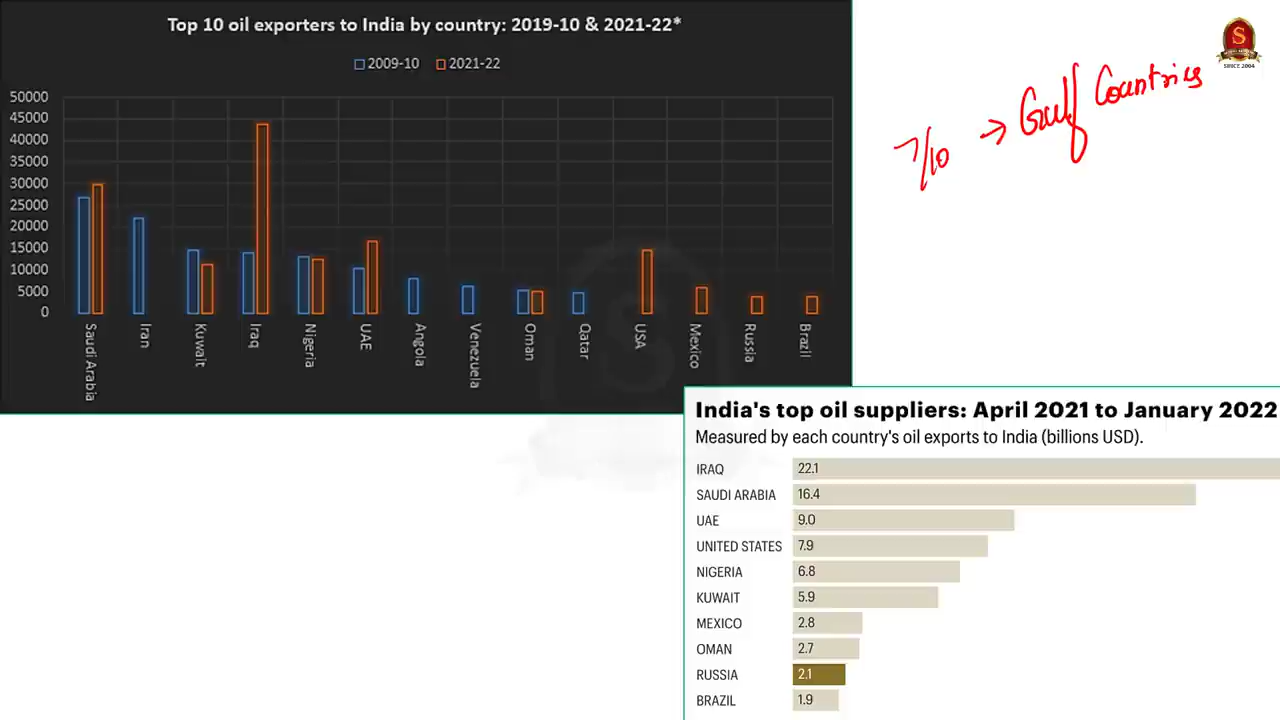 Top 10 oil exporters to India by country: 2019-10 & 2021-22*
2009-10 2021-22
50000
45000
40000
35000
30000
25000
20000
15000
10000
5000
0
Saudi Arabia
Iran
Kuwait
Iraq
Nigeria
UAE
Angola
Venezuela
Oman
Qatar
USA
Mexico
Russia
Brazil
7/10 → Gulf Countries
S
SINCE 2004
India's top oil suppliers: April 2021 to January 2022
Measured by each country's oil exports to India (billions USD).
IRAQ 22.1
SAUDI ARABIA 16.4
UAE 9.0
UNITED STATES 7.9
NIGERIA 6.8
KUWAIT 5.9
MEXICO 2.8
OMAN 2.7
RUSSIA 2.1
BRAZIL 1.9